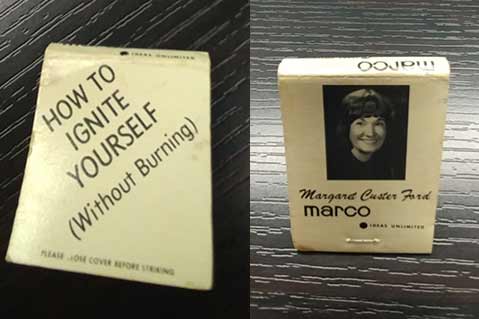 IDEAS UNLIMITED
HOW TO
IGNITE
YOURSELF
(Without Burning)
PLEASE .LOSE COVER BEFORE STRIKING
marco
Margaret Custer Ford
marco
IDEAS UNLIMITED